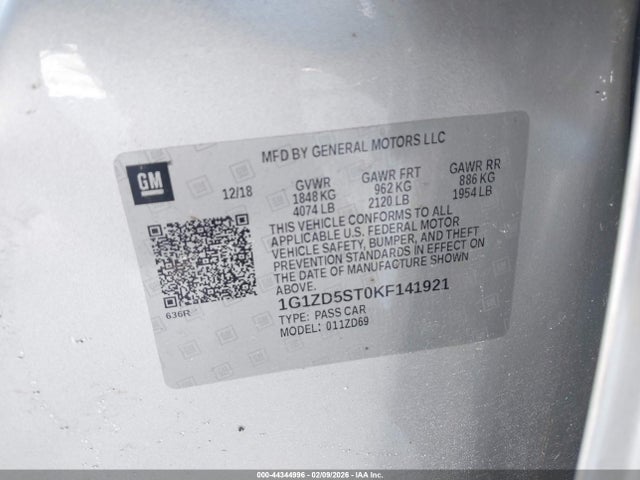 MFD BY GENERAL MOTORS LLC
GM
12/18
GVWR GAWR FRT GAWR RR
1848 KG 962 KG 886 KG
4074 LB 2120 LB 1954 LB
THIS VEHICLE CONFORMS TO ALL
APPLICABLE U.S. FEDERAL MOTOR
VEHICLE SAFETY, BUMPER, AND THEFT
PREVENTION STANDARDS IN EFFECT ON
THE DATE OF MANUFACTURE SHOWN
ABOVE.
1G1ZD5ST0KF141921
636R
TYPE: PASS CAR
MODEL: 011ZD69
000-44344996 - 02/09/2026 - IAA Inc.